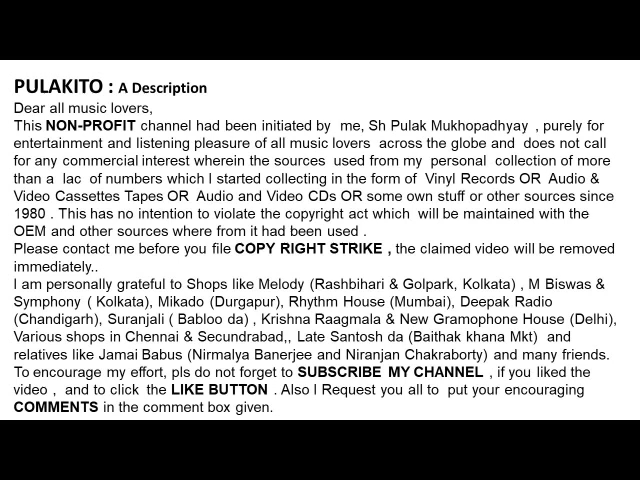 PULAKITO : A Description
Dear all music lovers,
This NON-PROFIT channel had been initiated by me, Sh Pulak Mukhopadhyay , purely for
entertainment and listening pleasure of all music lovers across the globe and does not call
for any commercial interest wherein the sources used from my personal collection of more
than a lac of numbers which I started collecting in the form of Vinyl Records OR Audio &
Video Cassettes Tapes OR Audio and Video CDs OR some own stuff or other sources since
1980 . This has no intention to violate the copyright act which will be maintained with the
OEM and other sources where from it had been used .
Please contact me before you file COPY RIGHT STRIKE , the claimed video will be removed
immediately..
I am personally grateful to Shops like Melody (Rashbihari & Golpark, Kolkata) , M Biswas &
Symphony ( Kolkata), Mikado (Durgapur), Rhythm House (Mumbai), Deepak Radio
(Chandigarh), Suranjali ( Babloo da) , Krishna Raagmala & New Gramophone House (Delhi),
Various shops in Chennai & Secundrabad,, Late Santosh da (Baithak khana Mkt) and
relatives like Jamai Babus (Nirmalya Banerjee and Niranjan Chakraborty) and many friends.
To encourage my effort, pls do not forget to SUBSCRIBE MY CHANNEL , if you liked the
video , and to click the LIKE BUTTON . Also I Request you all to put your encouraging
COMMENTS in the comment box given.